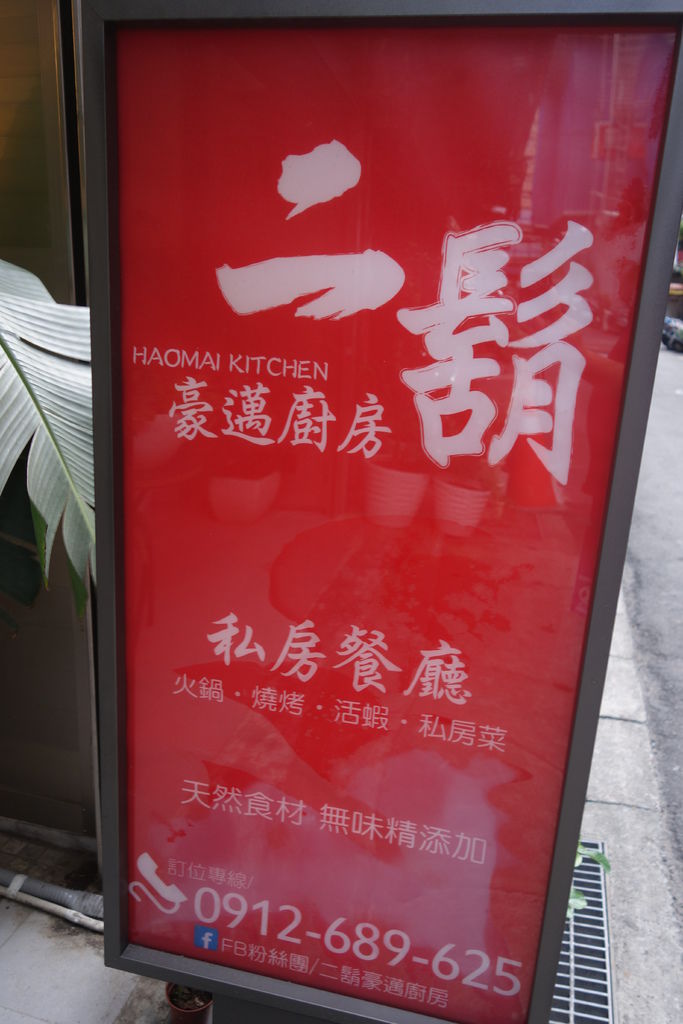 二鬍
HAOMAI KITCHEN
豪邁廚房
私房餐廳
火鍋·燒烤·活蝦·私房菜
天然食材 無味精添加
訂位專線/
0912-689-625
FB粉絲團/二鬍豪邁廚房